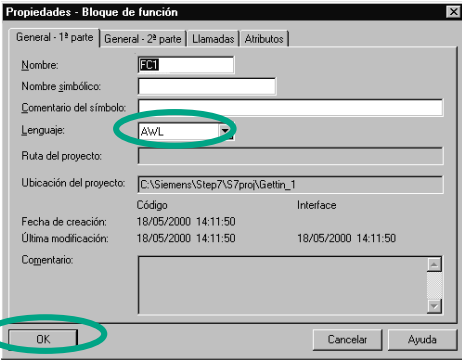 Propiedades - Bloque de función
General - 1ª parte General - 2ª parte Llamadas Atributos
Nombre: FC1
Nombre simbólico:
Comentario del símbolo:
Lenguaje: AWL
Ruta del proyecto:
Ubicación del proyecto: C:\Siemens\Step7\S7proj\Gettin_1
Código Interface
Fecha de creación: 18/05/2000 14:11:50
Última modificación: 18/05/2000 14:11:50 18/05/2000 14:11:50
Comentario:
OK Cancelar Ayuda